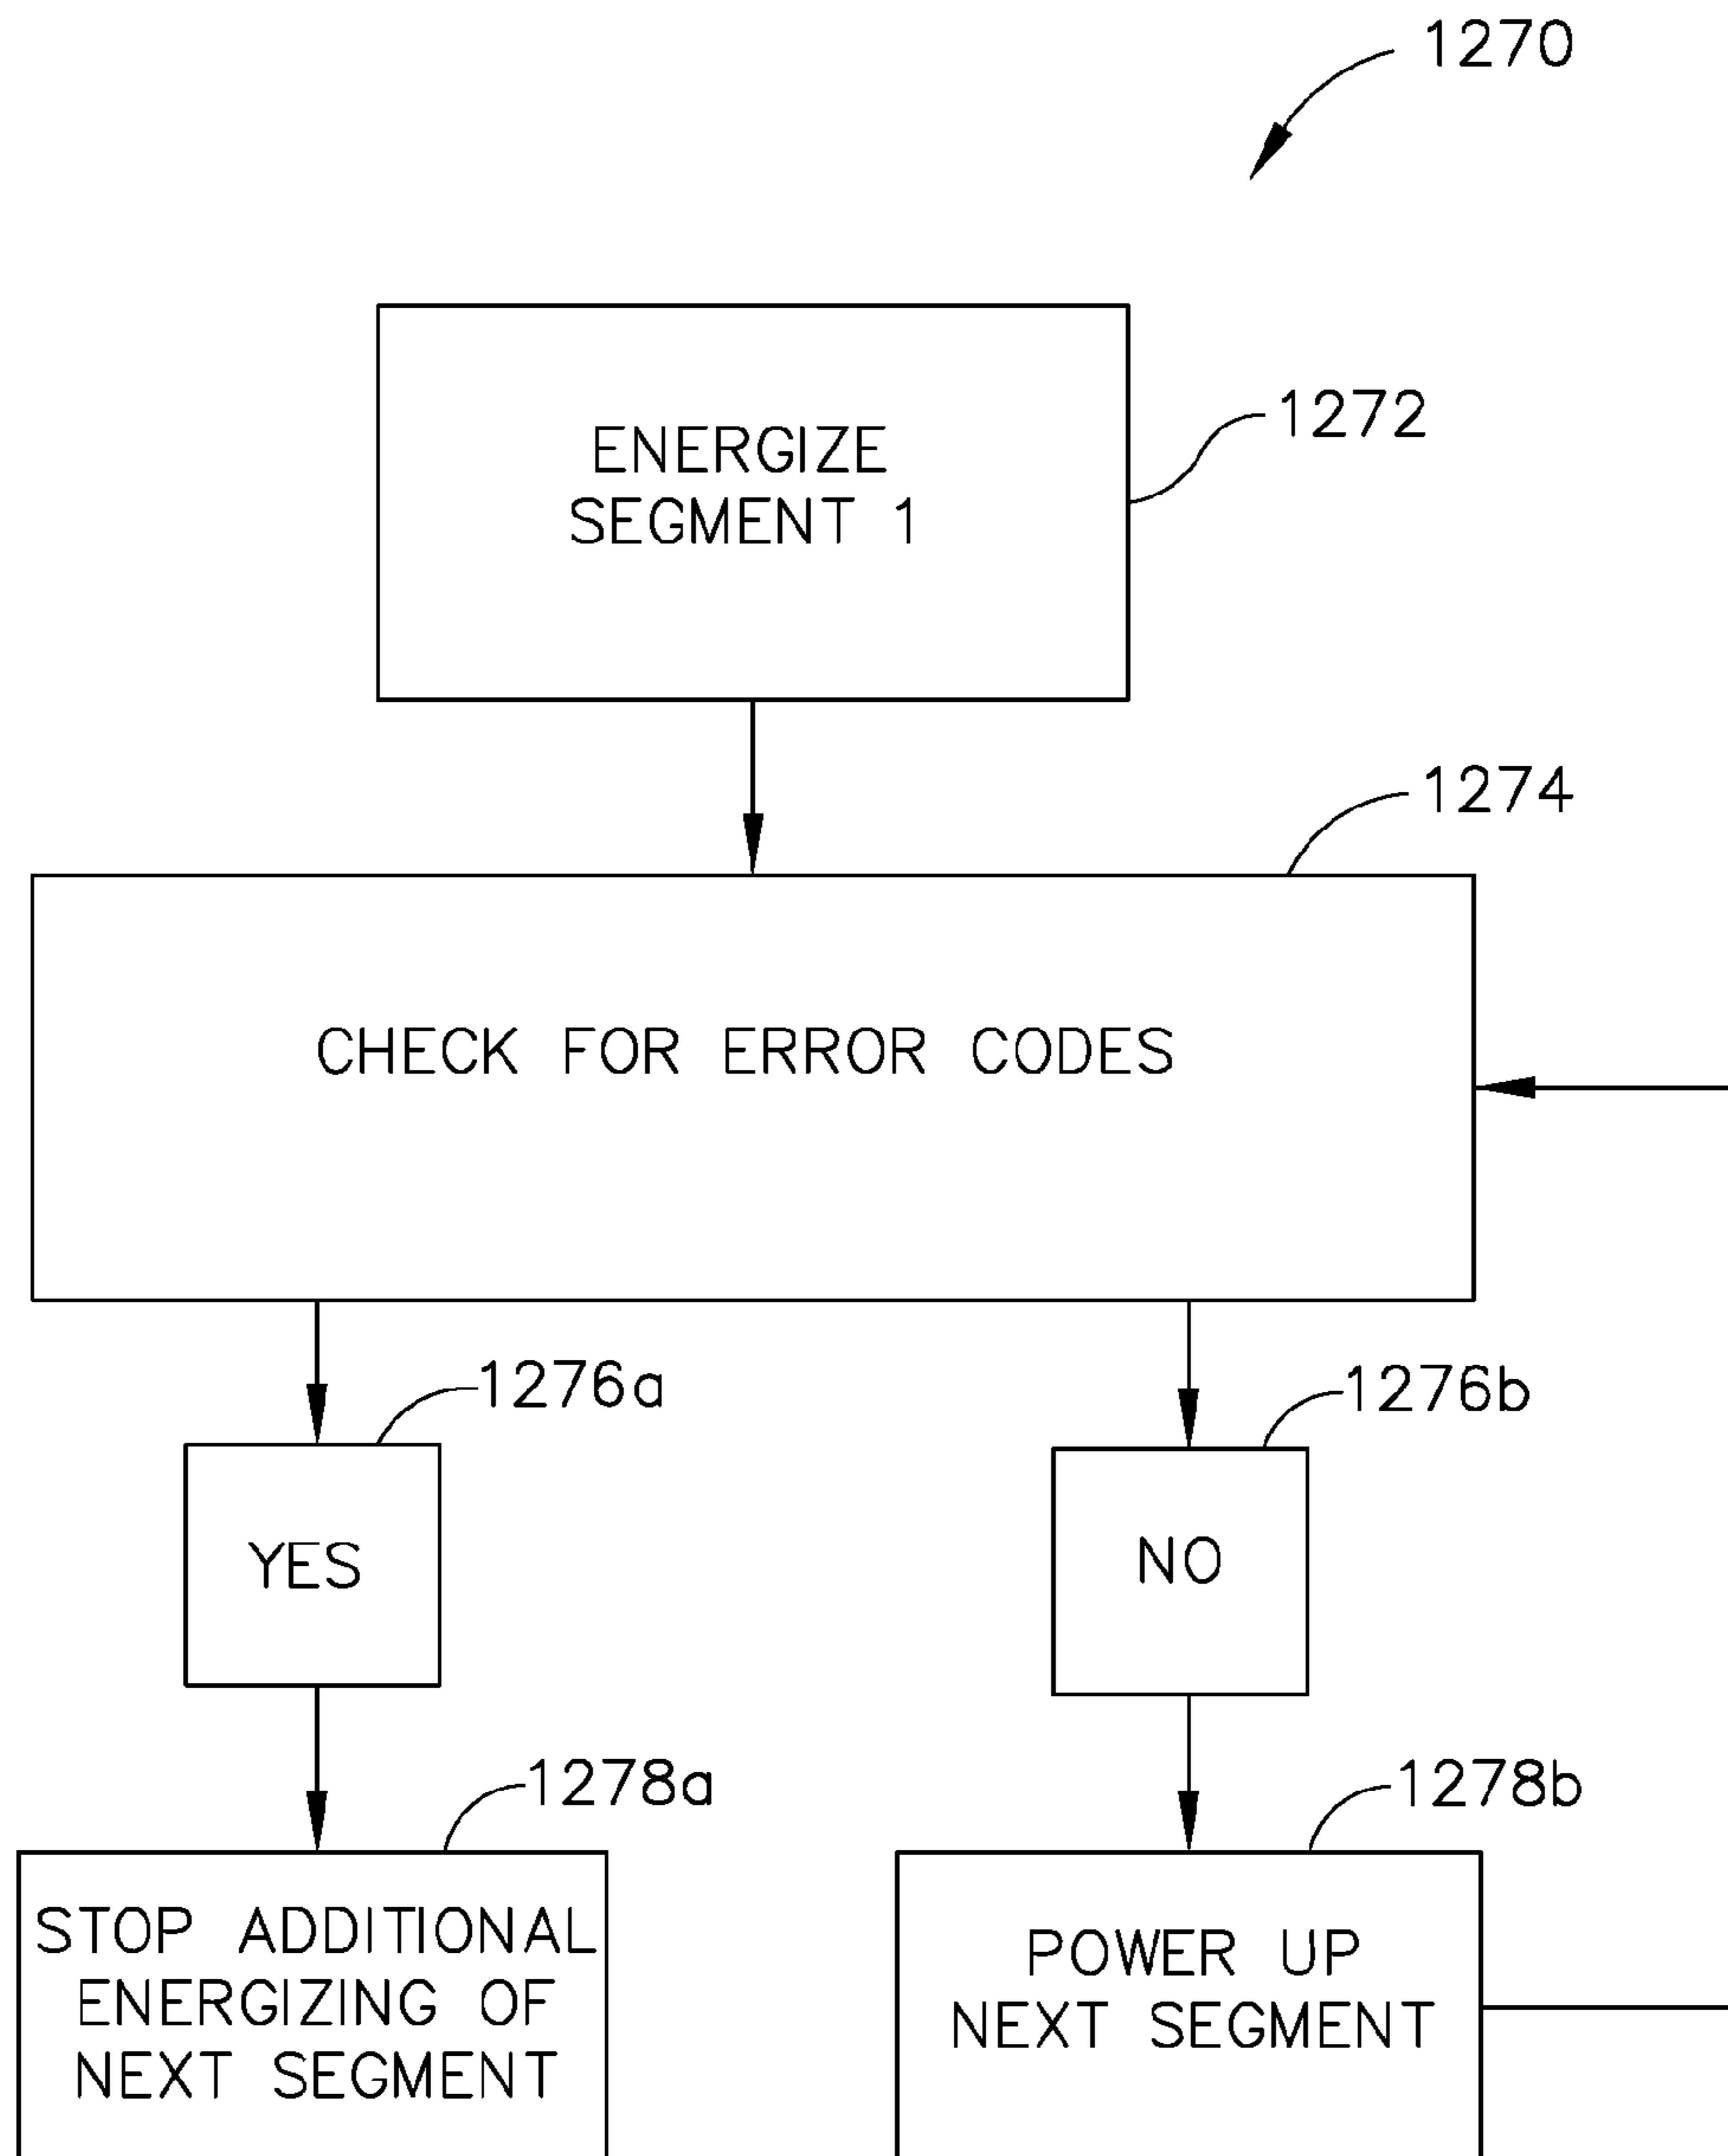 1270
ENERGIZE
SEGMENT 1
1272
1274
CHECK FOR ERROR CODES
1276a
1276b
YES
NO
1278a
1278b
STOP ADDITIONAL
ENERGIZING OF
NEXT SEGMENT
POWER UP
NEXT SEGMENT